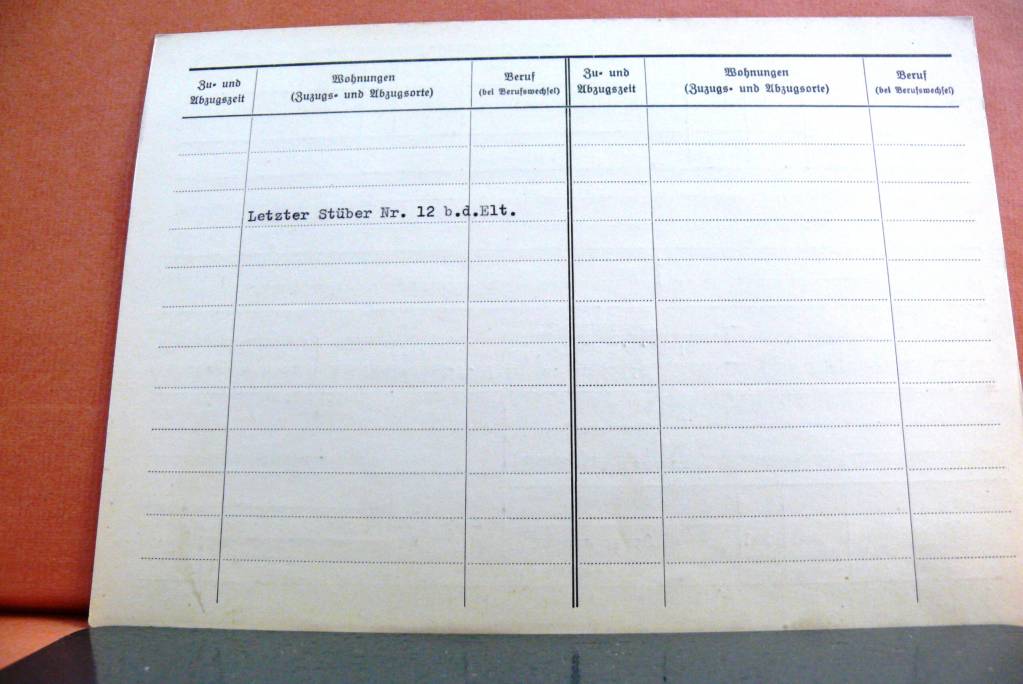 Zu- und
Abzugszeit
Wohnungen
(Zuzugs- und Abzugsorte)
Beruf
(bei Berufswechsel)
Zu- und
Abzugszeit
Wohnungen
(Zuzugs- und Abzugsorte)
Beruf
(bei Berufswechsel)
Letzter Stüber Nr. 12 b.d.Elt.